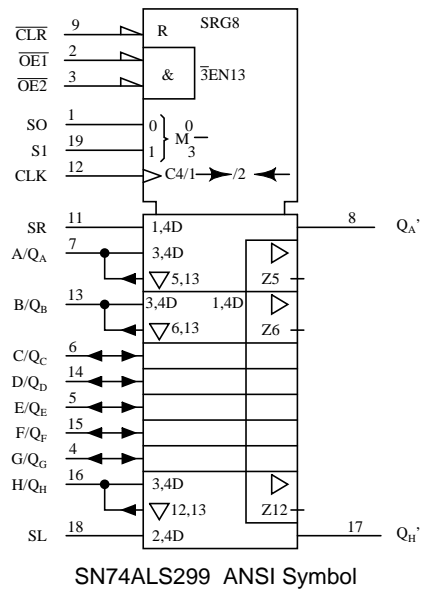 9 CLR R SRG8
2 OE1
3 OE2 & 3EN13
1 SO 0 M 0
19 S1 1 3
12 CLK C4/1 /2
11 SR 1,4D 8 QA'
7 A/QA 3,4D
5,13 Z5
13 B/QB 3,4D 1,4D
6,13 Z6
6 C/QC
14 D/QD
5 E/QE
15 F/QF
4 G/QG
16 H/QH 3,4D
12,13 Z12
18 SL 2,4D 17 QH'
SN74ALS299 ANSI Symbol